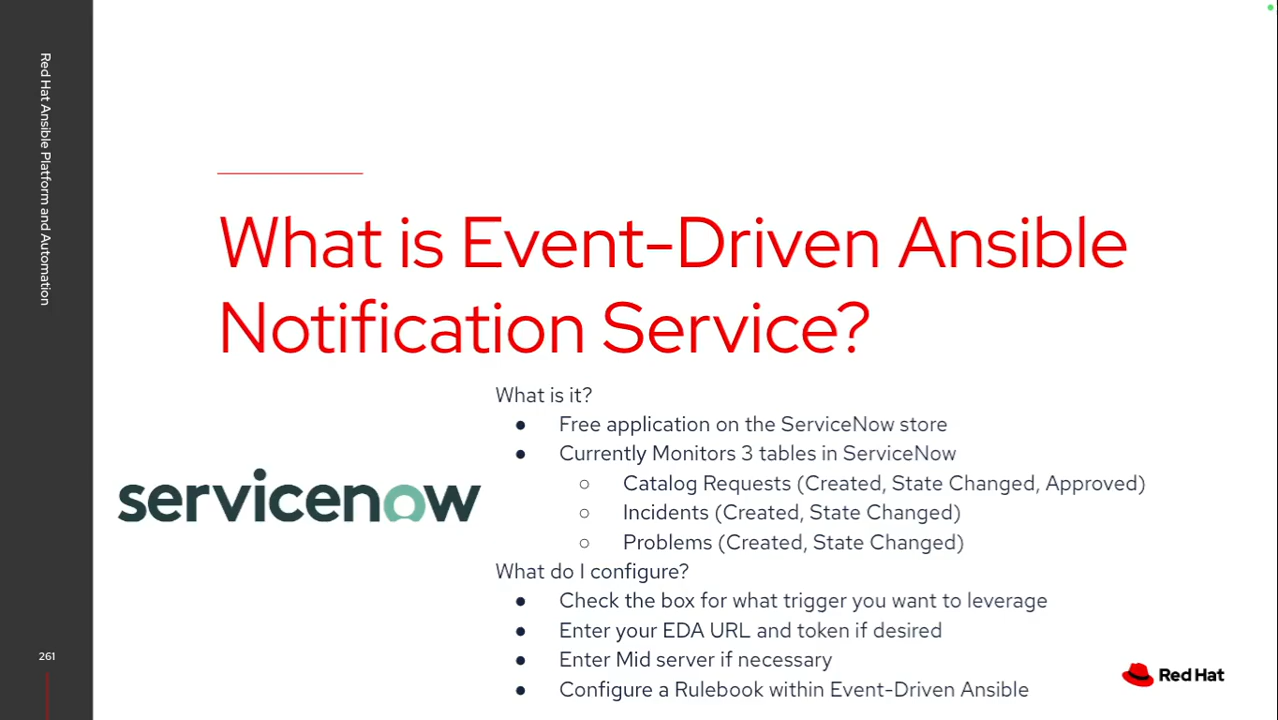 Red Hat Ansible Platform and Automation
What is Event-Driven Ansible
Notification Service?
What is it?
● Free application on the ServiceNow store
● Currently Monitors 3 tables in ServiceNow
○ Catalog Requests (Created, State Changed, Approved)
○ Incidents (Created, State Changed)
○ Problems (Created, State Changed)
What do I configure?
● Check the box for what trigger you want to leverage
● Enter your EDA URL and token if desired
● Enter Mid server if necessary
● Configure a Rulebook within Event-Driven Ansible
servicenow
261
Red Hat